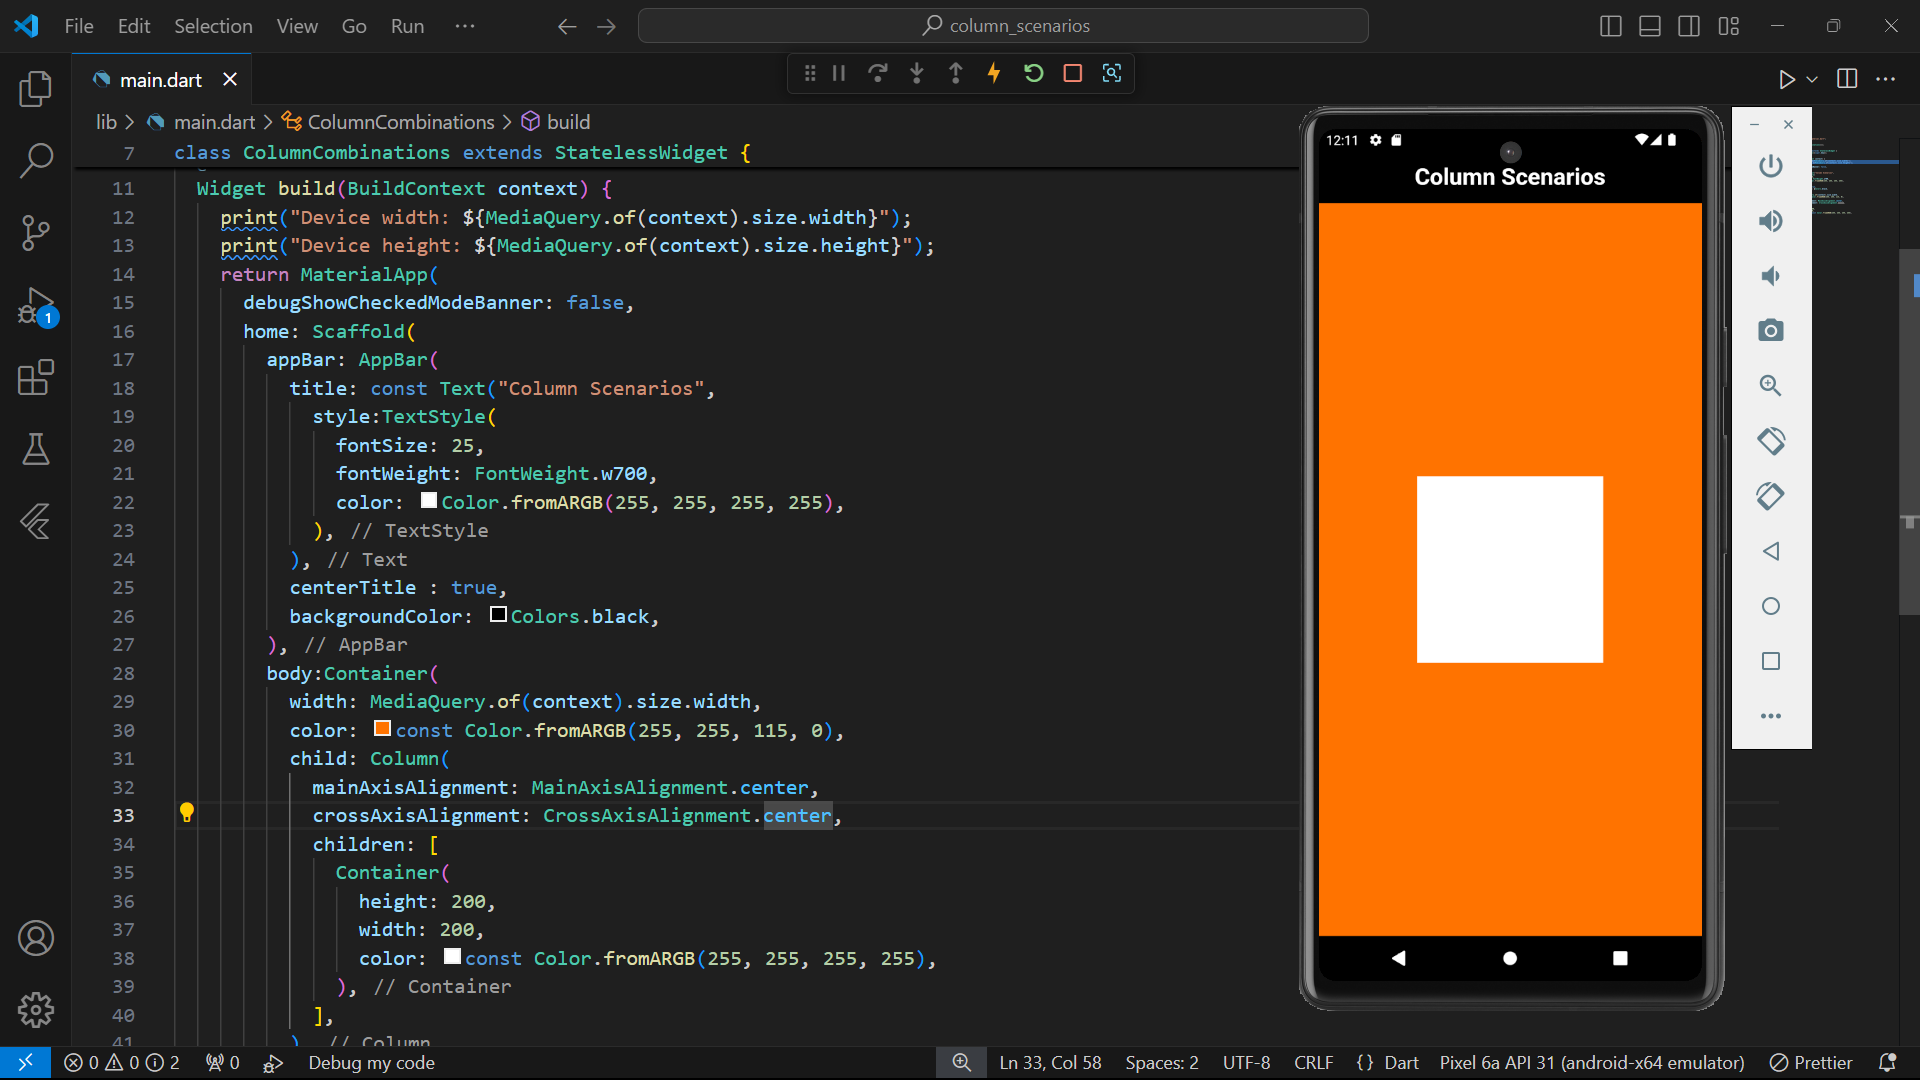 File Edit Selection View Go Run ··· column_scenarios
main.dart
lib > main.dart > ColumnCombinations > build
7 class ColumnCombinations extends StatelessWidget {
11 Widget build(BuildContext context) {
12 print("Device width: ${MediaQuery.of(context).size.width}");
13 print("Device height: ${MediaQuery.of(context).size.height}");
14 return MaterialApp(
15 debugShowCheckedModeBanner: false,
16 home: Scaffold(
17 appBar: AppBar(
18 title: const Text("Column Scenarios",
19 style:TextStyle(
20 fontSize: 25,
21 fontWeight: FontWeight.w700,
22 color: Color.fromARGB(255, 255, 255, 255),
23 ), // TextStyle
24 ), // Text
25 centerTitle : true,
26 backgroundColor: Colors.black,
27 ), // AppBar
28 body:Container(
29 width: MediaQuery.of(context).size.width,
30 color: const Color.fromARGB(255, 255, 115, 0),
31 child: Column(
32 mainAxisAlignment: MainAxisAlignment.center,
33 crossAxisAlignment: CrossAxisAlignment.center,
34 children: [
35 Container(
36 height: 200,
37 width: 200,
38 color: const Color.fromARGB(255, 255, 255, 255),
39 ), // Container
40 ],
41 ) // Column
12:11
Column Scenarios
1
0 0 2 0 Debug my code Ln 33, Col 58 Spaces: 2 UTF-8 CRLF {} Dart Pixel 6a API 31 (android-x64 emulator) Prettier